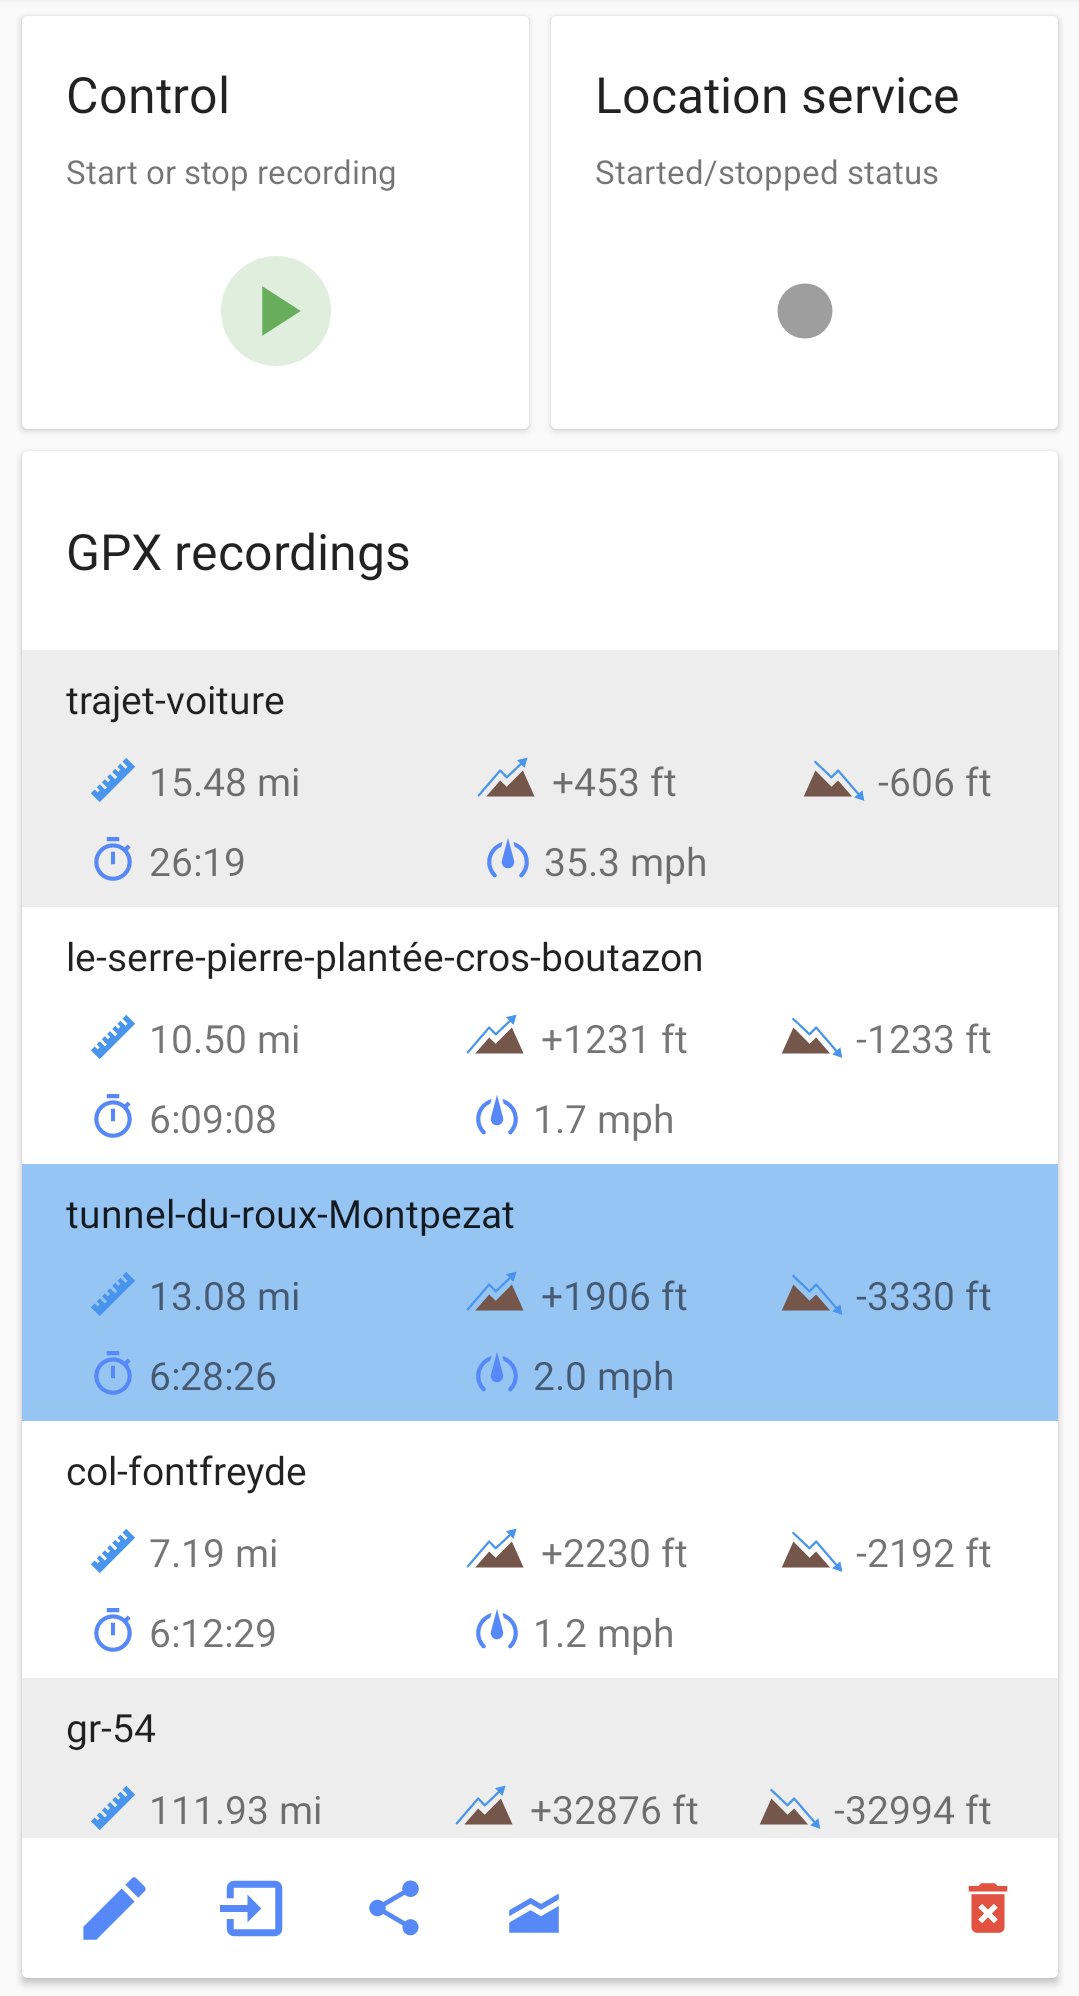 Control
Start or stop recording
Location service
Started/stopped status
GPX recordings
trajet-voiture
15.48 mi +453 ft -606 ft
26:19 35.3 mph
le-serre-pierre-plantée-cros-boutazon
10.50 mi +1231 ft -1233 ft
6:09:08 1.7 mph
tunnel-du-roux-Montpezat
13.08 mi +1906 ft -3330 ft
6:28:26 2.0 mph
col-fontfreyde
7.19 mi +2230 ft -2192 ft
6:12:29 1.2 mph
gr-54
111.93 mi +32876 ft -32994 ft